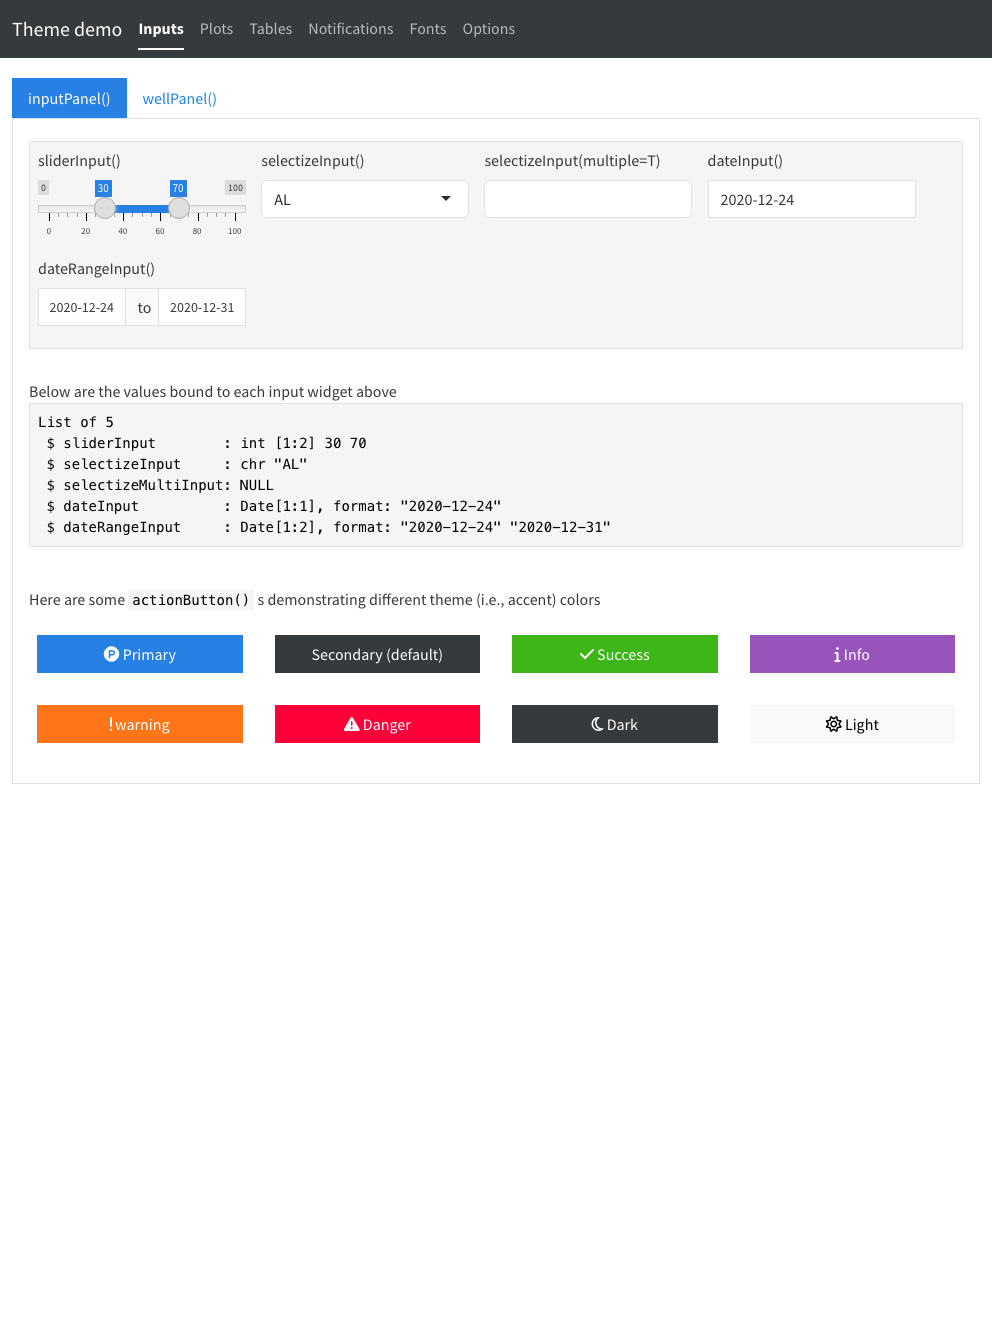 Theme demo Inputs Plots Tables Notifications Fonts Options
inputPanel() wellPanel()
sliderInput() selectizeInput() selectizeInput(multiple=T) dateInput()
0 30 70 100
AL 2020-12-24
0 20 40 60 80 100
dateRangeInput()
2020-12-24 to 2020-12-31
Below are the values bound to each input widget above
List of 5
$ sliderInput : int [1:2] 30 70
$ selectizeInput : chr "AL"
$ selectizeMultiInput: NULL
$ dateInput : Date[1:1], format: "2020-12-24"
$ dateRangeInput : Date[1:2], format: "2020-12-24" "2020-12-31"
Here are some actionButton() s demonstrating different theme (i.e., accent) colors
P Primary Secondary (default) Success Info
warning Danger Dark Light